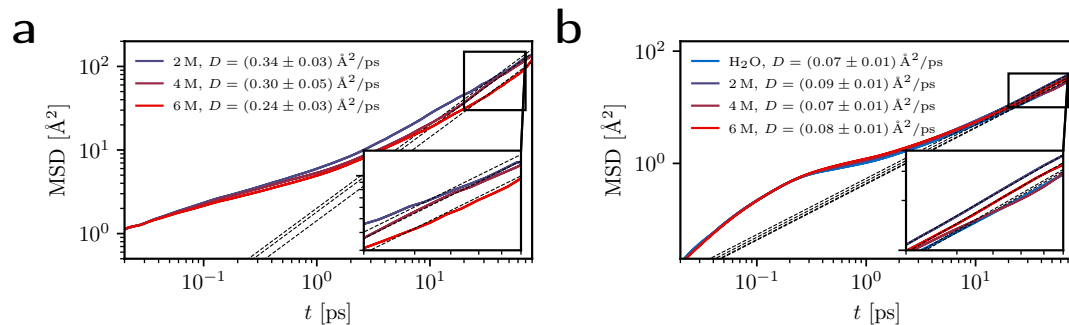 a
MSD [Å²]
10²
10¹
10⁰
2 M, D = (0.34 ± 0.03) Å²/ps
4 M, D = (0.30 ± 0.05) Å²/ps
6 M, D = (0.24 ± 0.03) Å²/ps
10⁻¹
10⁰
10¹
t [ps]
b
MSD [Å²]
10²
10⁰
H₂O, D = (0.07 ± 0.01) Å²/ps
2 M, D = (0.09 ± 0.01) Å²/ps
4 M, D = (0.07 ± 0.01) Å²/ps
6 M, D = (0.08 ± 0.01) Å²/ps
10⁻¹
10⁰
10¹
t [ps]